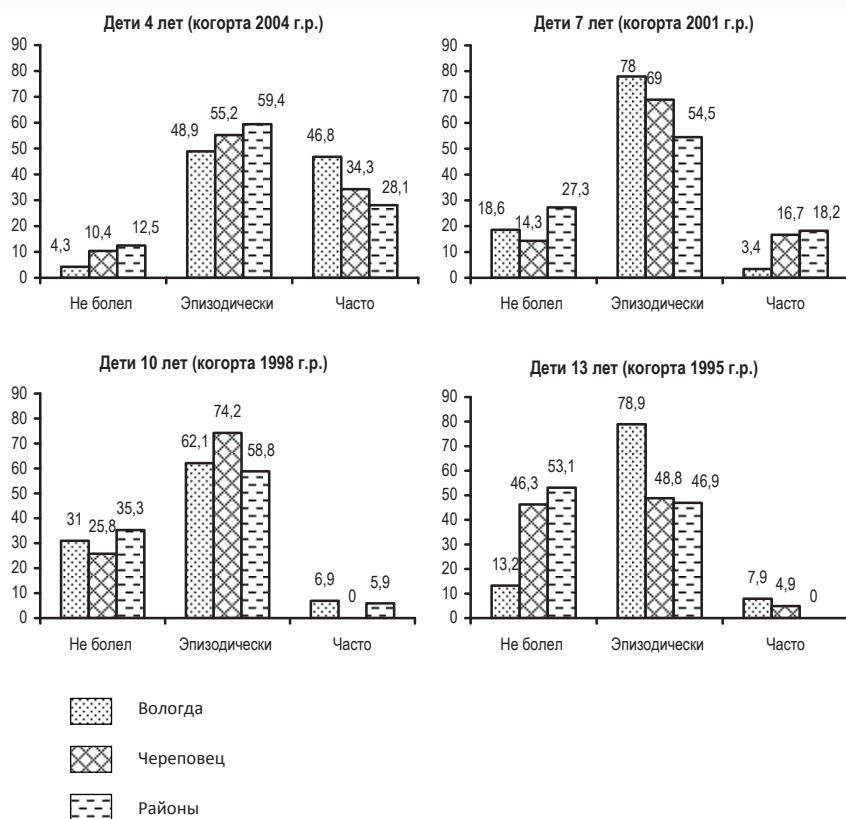 Дети 4 лет (когорта 2004 г.р.)
90
80
70
60
50
40
30
20
10
0
4,3 10,4 12,5 48,9 55,2 59,4 46,8 34,3 28,1
Не болел Эпизодически Часто
Дети 7 лет (когорта 2001 г.р.)
90
80
70
60
50
40
30
20
10
0
18,6 14,3 27,3 78 69 54,5 3,4 16,7 18,2
Не болел Эпизодически Часто
Дети 10 лет (когорта 1998 г.р.)
90
80
70
60
50
40
30
20
10
0
31 25,8 35,3 62,1 74,2 58,8 6,9 0 5,9
Не болел Эпизодически Часто
Дети 13 лет (когорта 1995 г.р.)
90
80
70
60
50
40
30
20
10
0
13,2 46,3 53,1 78,9 48,8 46,9 7,9 4,9 0
Не болел Эпизодически Часто
Вологда
Череповец
Районы